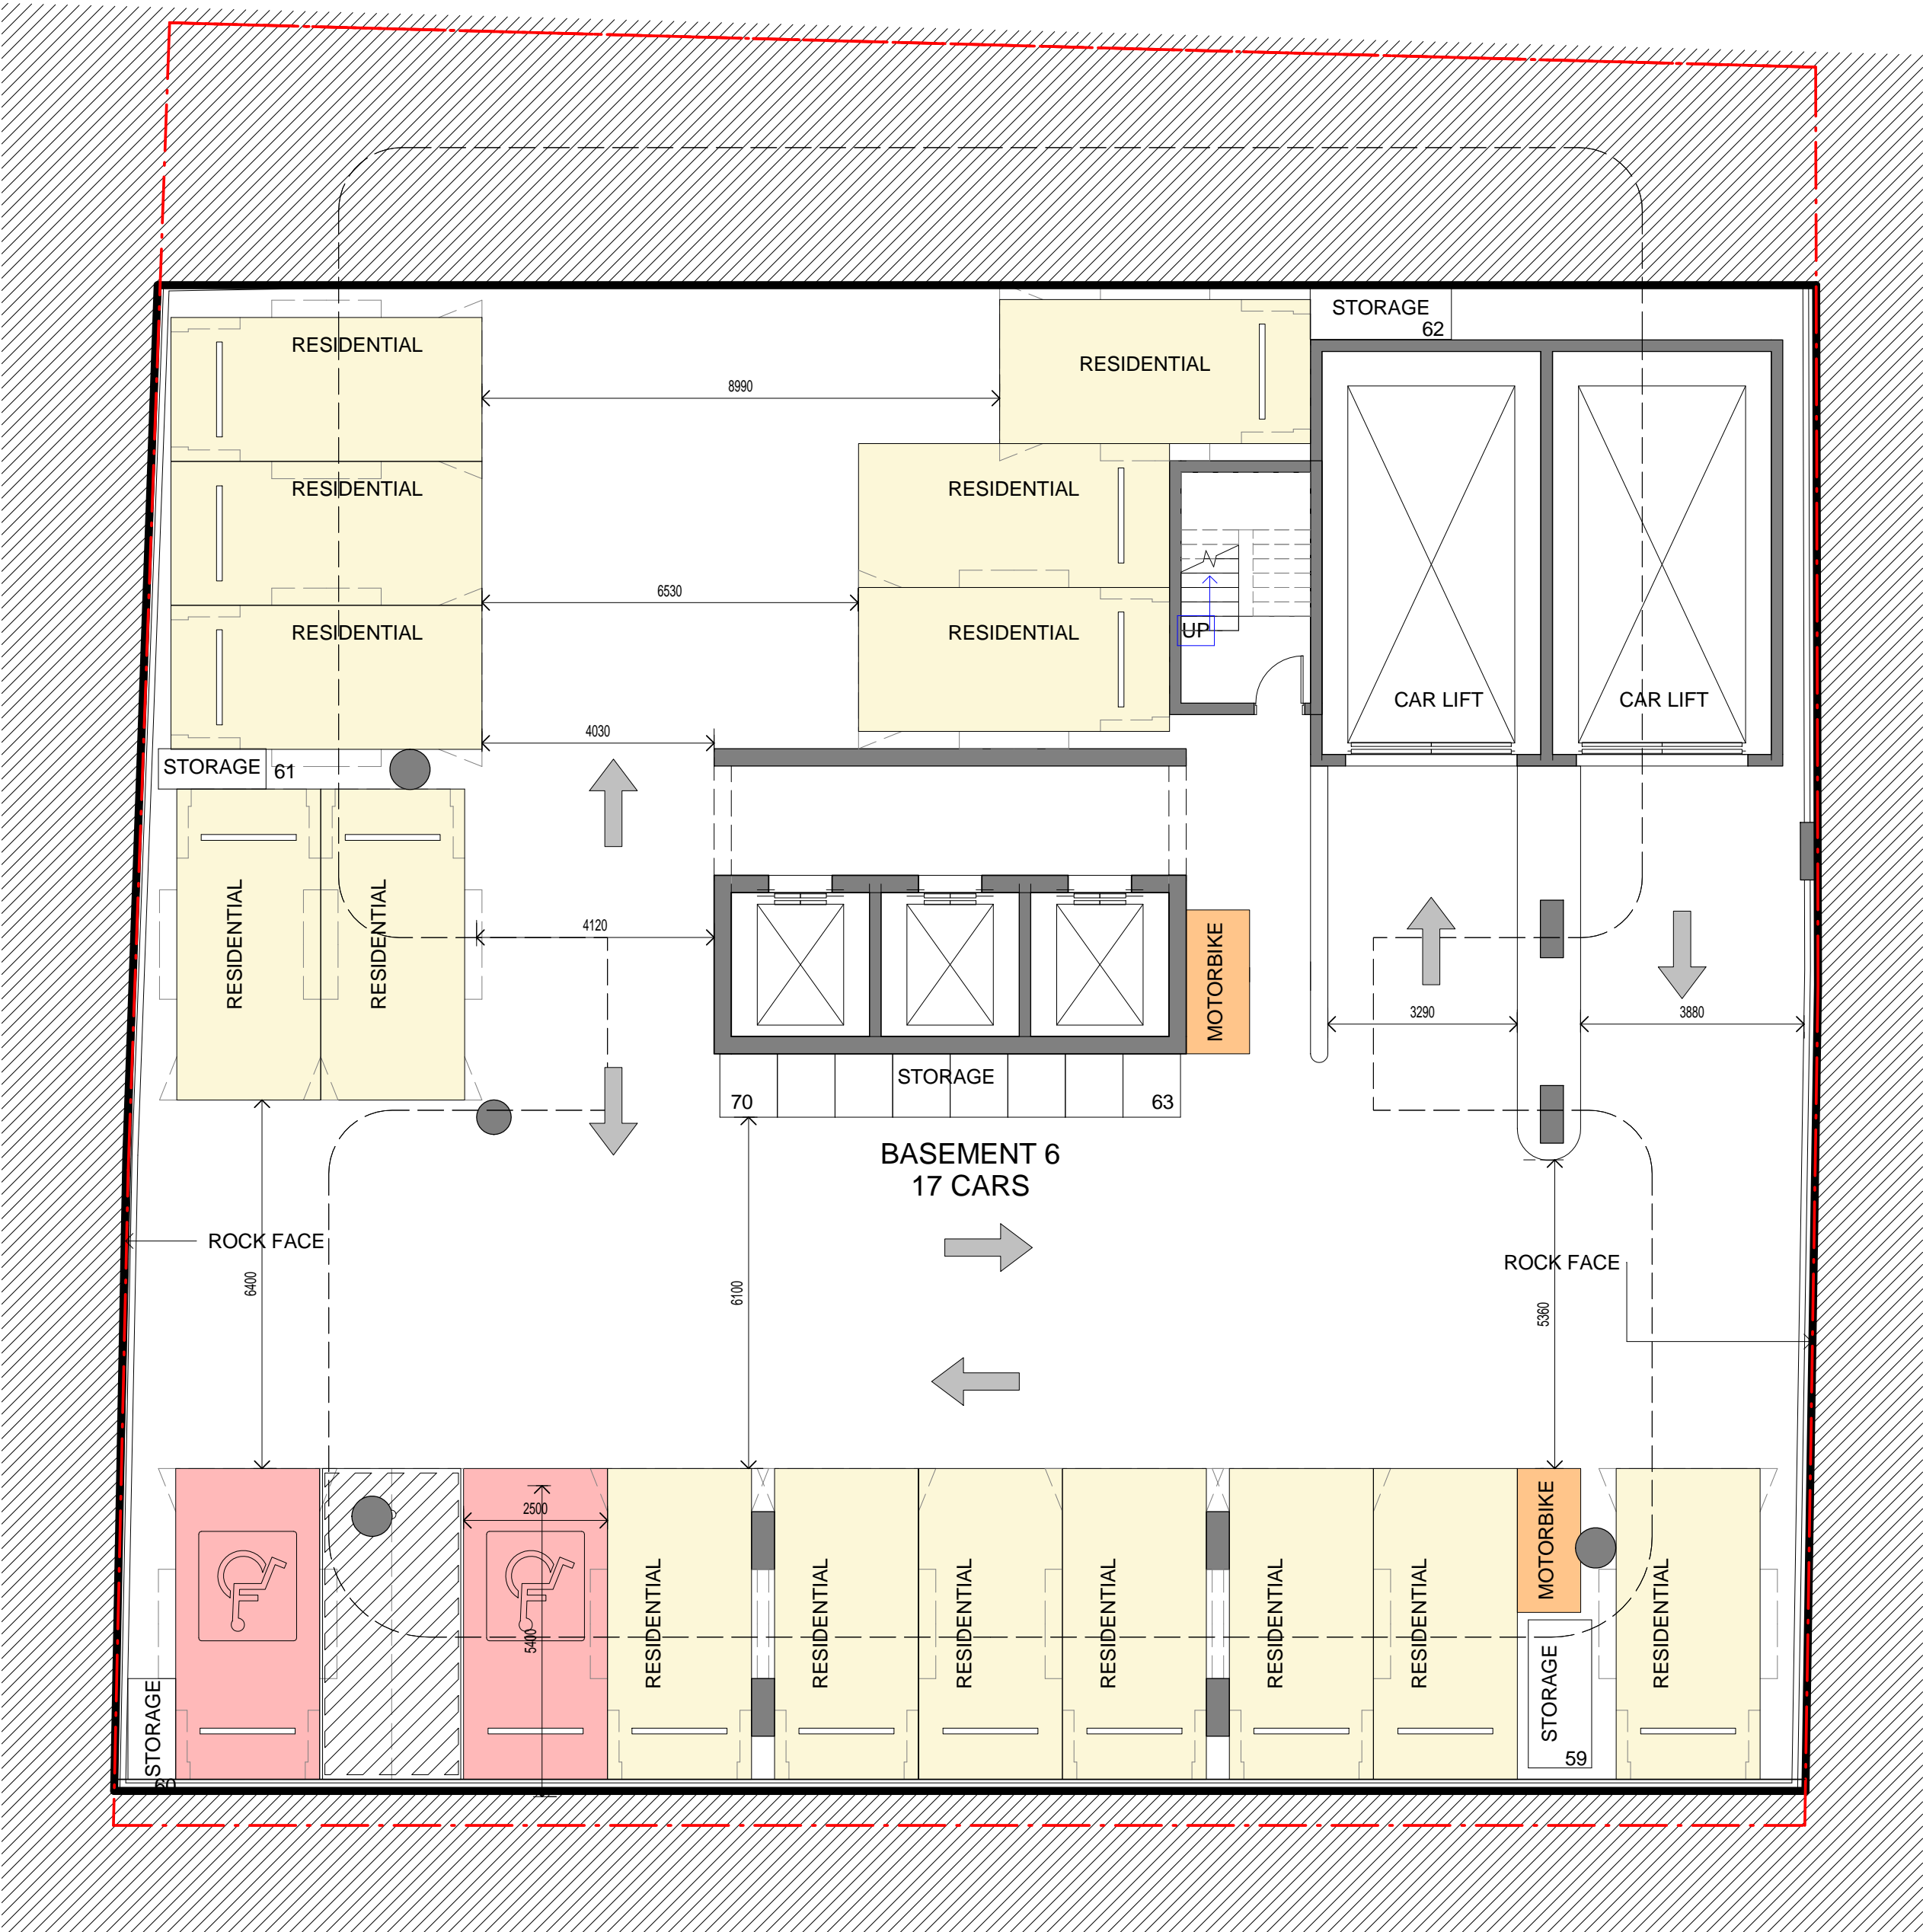 STORAGE
62
RESIDENTIAL
RESIDENTIAL
8990
RESIDENTIAL
RESIDENTIAL
6530
RESIDENTIAL
RESIDENTIAL
UP
CAR LIFT
CAR LIFT
4030
STORAGE
61
RESIDENTIAL
RESIDENTIAL
4120
MOTORBIKE
3290
3880
STORAGE
70
63
BASEMENT 6
17 CARS
ROCK FACE
ROCK FACE
6400
6100
5360
2500
5400
RESIDENTIAL
RESIDENTIAL
RESIDENTIAL
RESIDENTIAL
RESIDENTIAL
RESIDENTIAL
MOTORBIKE
RESIDENTIAL
STORAGE
60
STORAGE
59